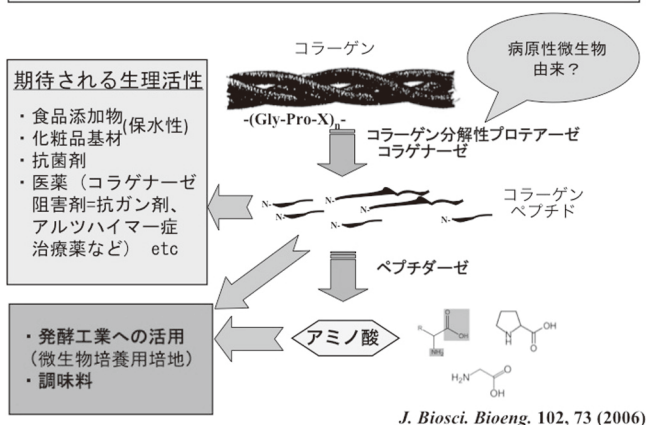 コラーゲン
病原性微生物
由来？
期待される生理活性
・食品添加物
・化粧品基材
(保水性)
・抗菌剤
・医薬（コラゲナーゼ
阻害剤=抗ガン剤、
アルツハイマー症
治療薬など） etc
-(Gly-Pro-X)n-
コラーゲン分解性プロテアーゼ
コラゲナーゼ
N-
N-
N-
N-
N-
N-
コラーゲン
ペプチド
ペプチダーゼ
・発酵工業への活用
（微生物培養用培地）
・調味料
アミノ酸
R
O
OH
NH₂
NH
O
OH
H₂N
O
OH
J. Biosci. Bioeng. 102, 73 (2006)